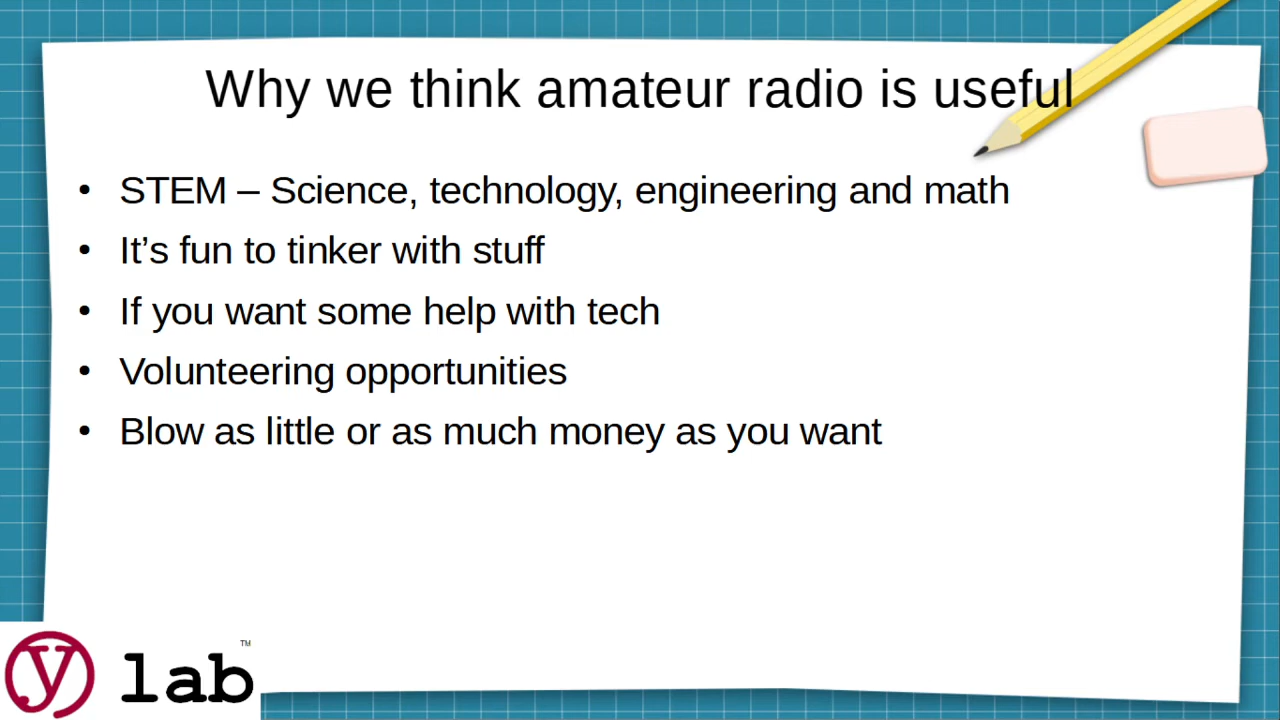 Why we think amateur radio is useful
• STEM – Science, technology, engineering and math
• It’s fun to tinker with stuff
• If you want some help with tech
• Volunteering opportunities
• Blow as little or as much money as you want
y lab™